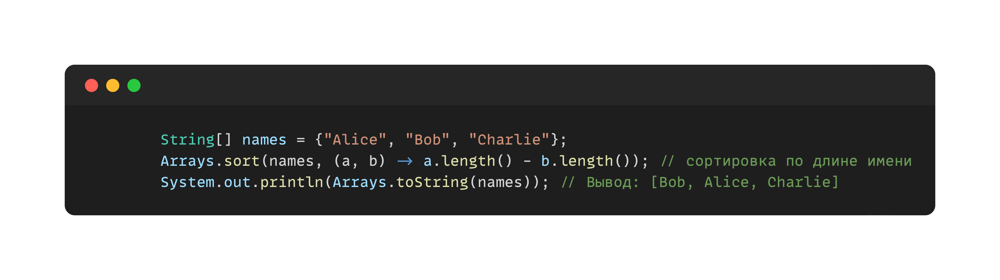 String[] names = {"Alice", "Bob", "Charlie"};
Arrays.sort(names, (a, b) -> a.length() - b.length()); // сортировка по длине имени
System.out.println(Arrays.toString(names)); // Вывод: [Bob, Alice, Charlie]